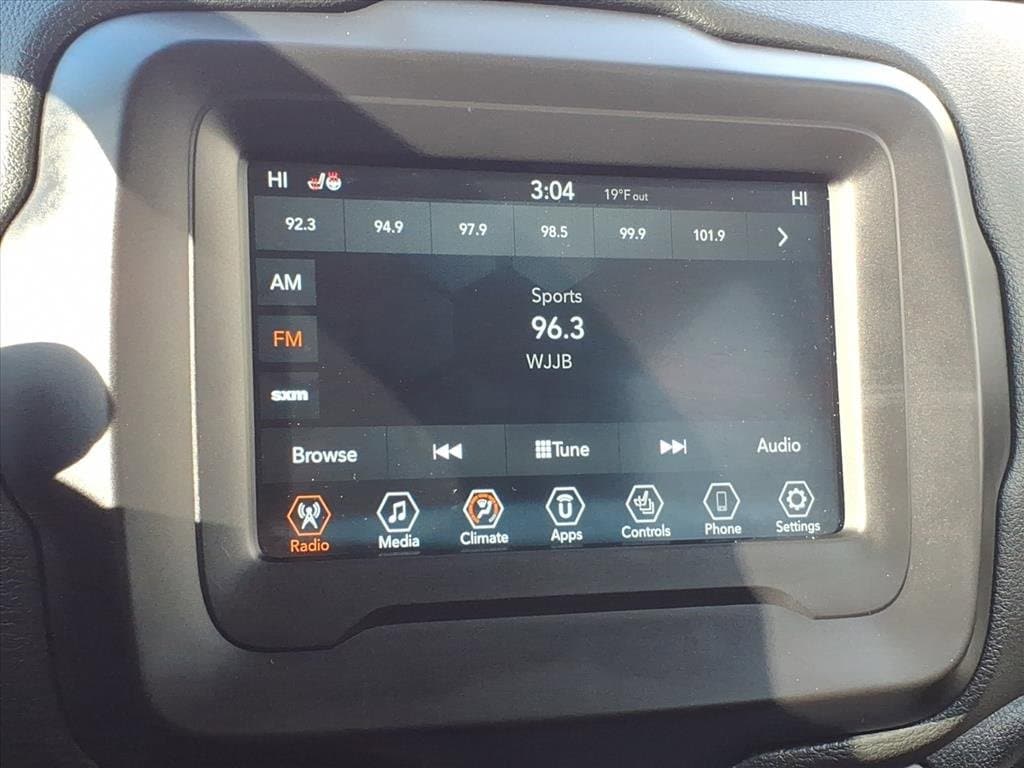 HI 3:04 19°F out HI
92.3 94.9 97.9 98.5 99.9 101.9
AM
Sports
FM
96.3
WJJB
sxm
Browse Tune Audio
Radio Media Climate Apps Controls Phone Settings